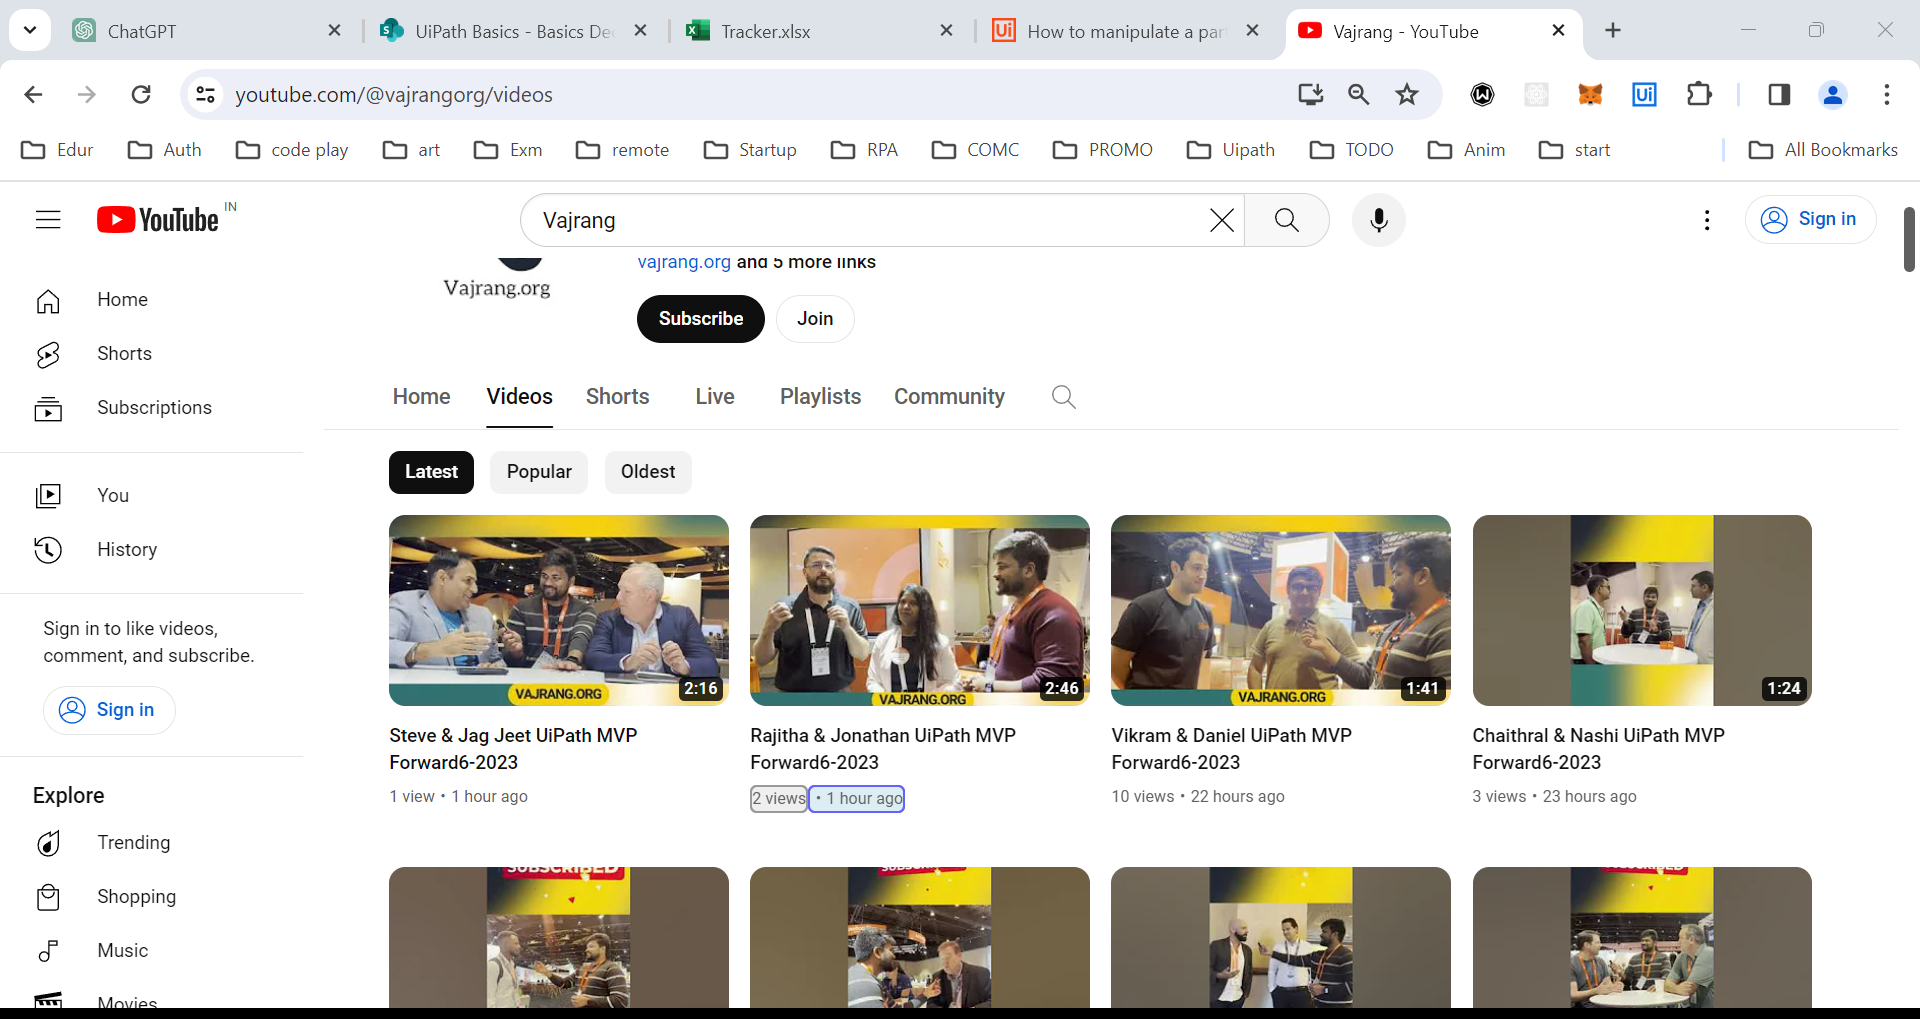 ChatGPT
UiPath Basics - Basics De
Tracker.xlsx
How to manipulate a par
Vajrang - YouTube
youtube.com/@vajrangorg/videos
Edur
Auth
code play
art
Exm
remote
Startup
RPA
COMC
PROMO
Uipath
TODO
Anim
start
All Bookmarks
YouTube IN
Vajrang
Sign in
Home
Shorts
Subscriptions
You
History
Sign in to like videos,
comment, and subscribe.
Sign in
Explore
Trending
Shopping
Music
Movies
Vajrang.org
vajrang.org and 5 more links
Subscribe
Join
Home
Videos
Shorts
Live
Playlists
Community
Latest
Popular
Oldest
VAJRANG.ORG
2:16
Steve & Jag Jeet UiPath MVP
Forward6-2023
1 view • 1 hour ago
VAJRANG.ORG
2:46
Rajitha & Jonathan UiPath MVP
Forward6-2023
2 views • 1 hour ago
VAJRANG.ORG
1:41
Vikram & Daniel UiPath MVP
Forward6-2023
10 views • 22 hours ago
1:24
Chaithral & Nashi UiPath MVP
Forward6-2023
3 views • 23 hours ago
SUBSCRIBED
SUBSCRIBED
SUBSCRIBED